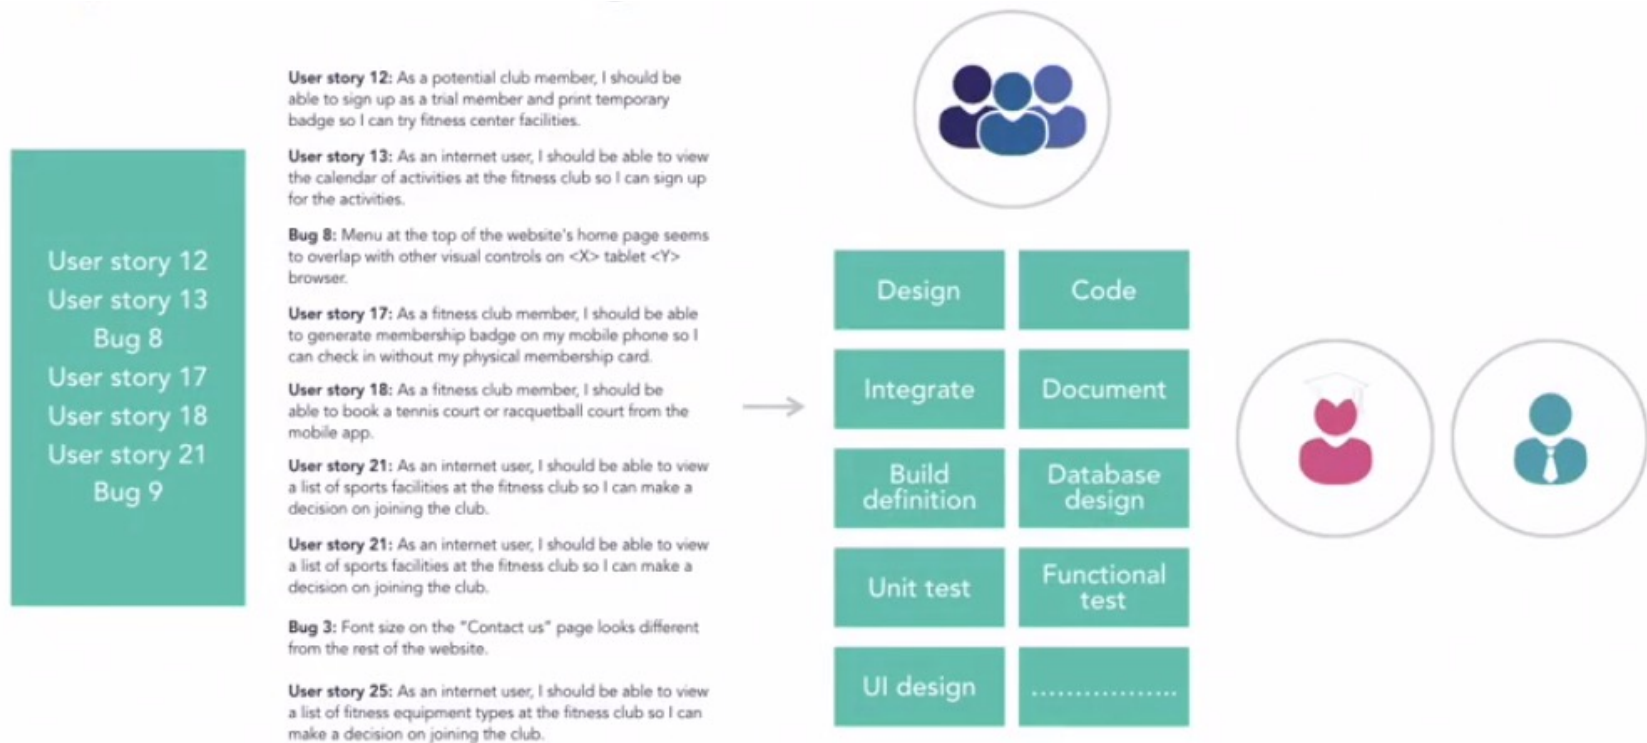 User story 12
User story 13
Bug 8
User story 17
User story 18
User story 21
Bug 9
User story 12: As a potential club member, I should be
able to sign up as a trial member and print temporary
badge so I can try fitness center facilities.
User story 13: As an internet user, I should be able to view
the calendar of activities at the fitness club so I can sign up
for the activities.
Bug 8: Menu at the top of the website's home page seems
to overlap with other visual controls on <X> tablet <Y>
browser.
User story 17: As a fitness club member, I should be able
to generate membership badge on my mobile phone so I
can check in without my physical membership card.
User story 18: As a fitness club member, I should be
able to book a tennis court or racquetball court from the
mobile app.
User story 21: As an internet user, I should be able to view
a list of sports facilities at the fitness club so I can make a
decision on joining the club.
User story 21: As an internet user, I should be able to view
a list of sports facilities at the fitness club so I can make a
decision on joining the club.
Bug 3: Font size on the "Contact us" page looks different
from the rest of the website.
User story 25: As an internet user, I should be able to view
a list of fitness equipment types at the fitness club so I can
make a decision on joining the club.
Design
Code
Integrate
Document
Build
definition
Database
design
Unit test
Functional
test
UI design
.................